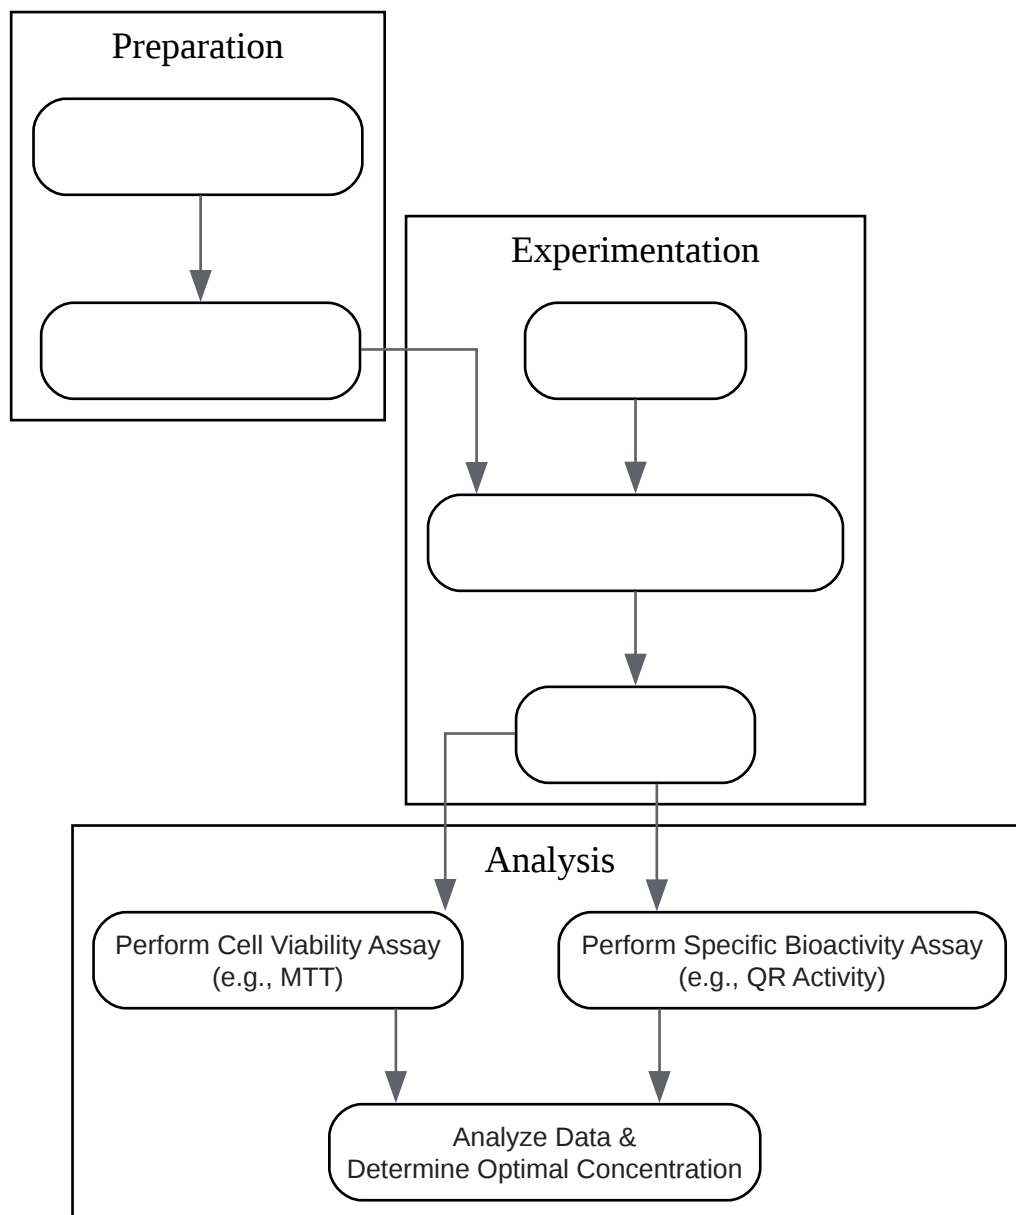 Preparation
Experimentation
Analysis
Perform Cell Viability Assay
(e.g., MTT)
Perform Specific Bioactivity Assay
(e.g., QR Activity)
Analyze Data &
Determine Optimal Concentration